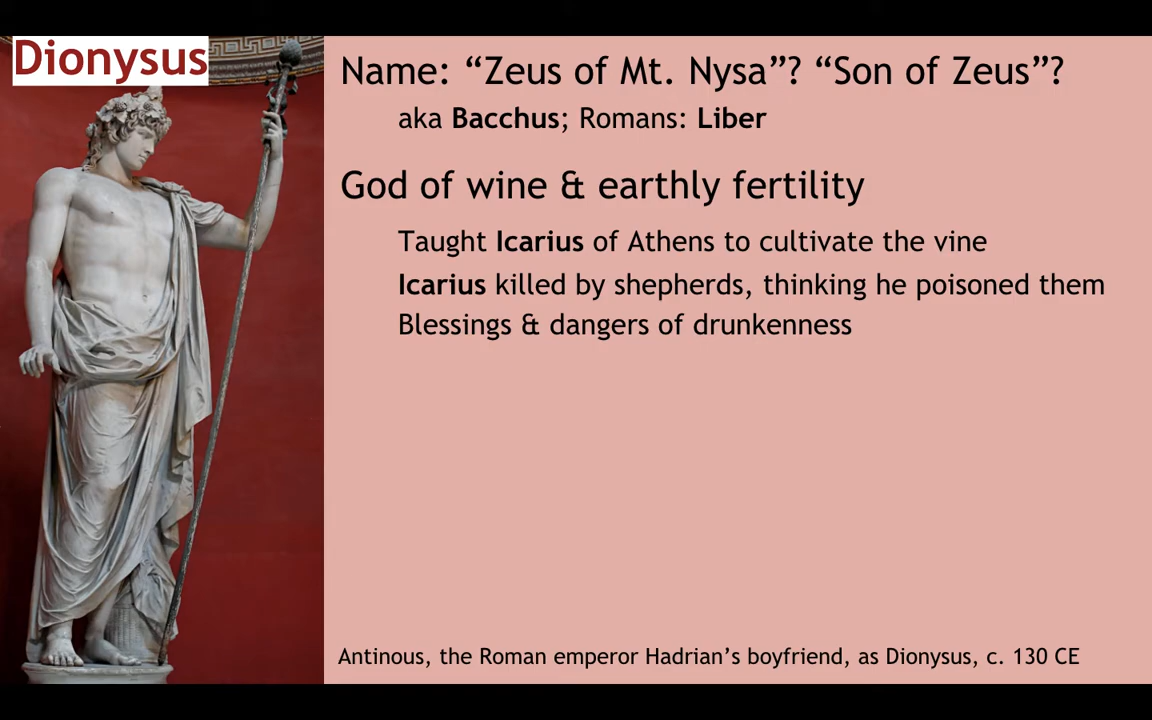 Dionysus
Name: “Zeus of Mt. Nysa”? “Son of Zeus”?
aka Bacchus; Romans: Liber
God of wine & earthly fertility
Taught Icarius of Athens to cultivate the vine
Icarius killed by shepherds, thinking he poisoned them
Blessings & dangers of drunkenness
Antinous, the Roman emperor Hadrian’s boyfriend, as Dionysus, c. 130 CE